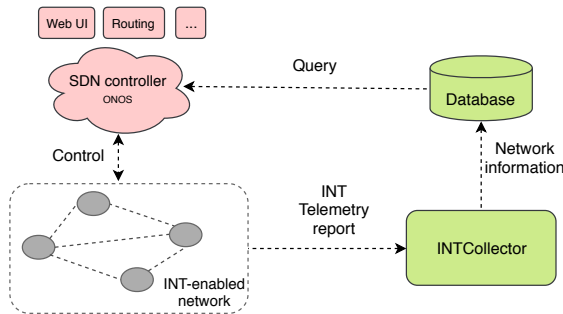 Web UI
Routing
...
SDN controller
ONOS
Query
Database
Control
Network
information
INT
Telemetry
report
INTCollector
INT-enabled
network